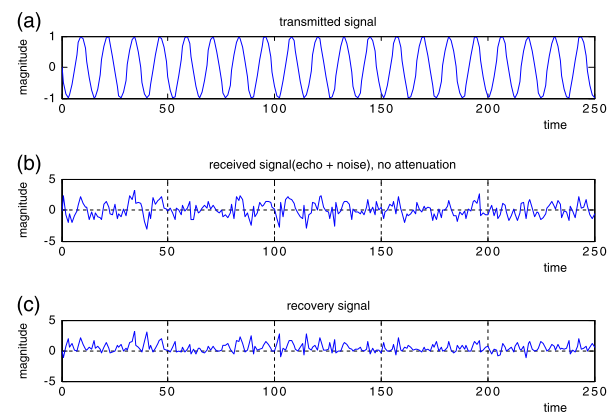 (a)
transmitted signal
magnitude
1
0
-1
0 50 100 150 200 250
time
(b)
received signal(echo + noise), no attenuation
magnitude
5
0
-5
0 50 100 150 200 250
time
(c)
recovery signal
magnitude
5
0
-5
0 50 100 150 200 250
time